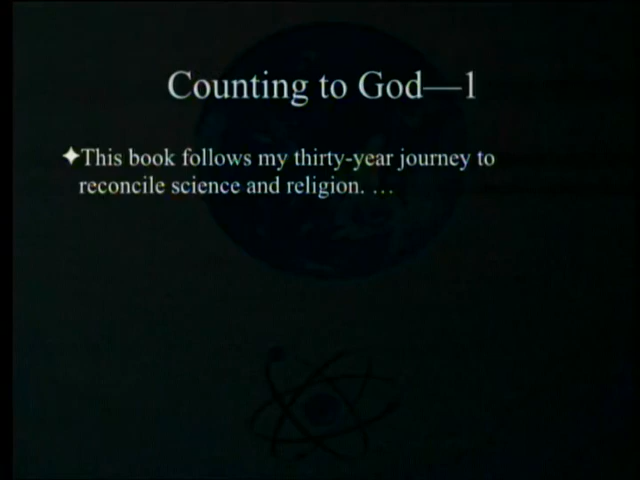 Counting to God—1
✦This book follows my thirty-year journey to
reconcile science and religion. …